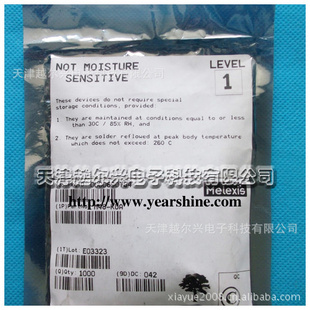 NOT MOISTURE
SENSITIVE
LEVEL
1
These devices do not require special
storage conditions, provided:
1. They are maintained at conditions equal to or less
than 30C / 85% RH, and
2. They are solder reflowed at peak body temperature
which does not exceed 260 C
天津越尔兴电子科技有限公司
Melexis
Http://www.yearshine.com
天津越尔兴电子科技有限公司
(1T)Lot: E03323
(Q)Qty: 1000
(9D)DC: 042
QC
xiayue2008